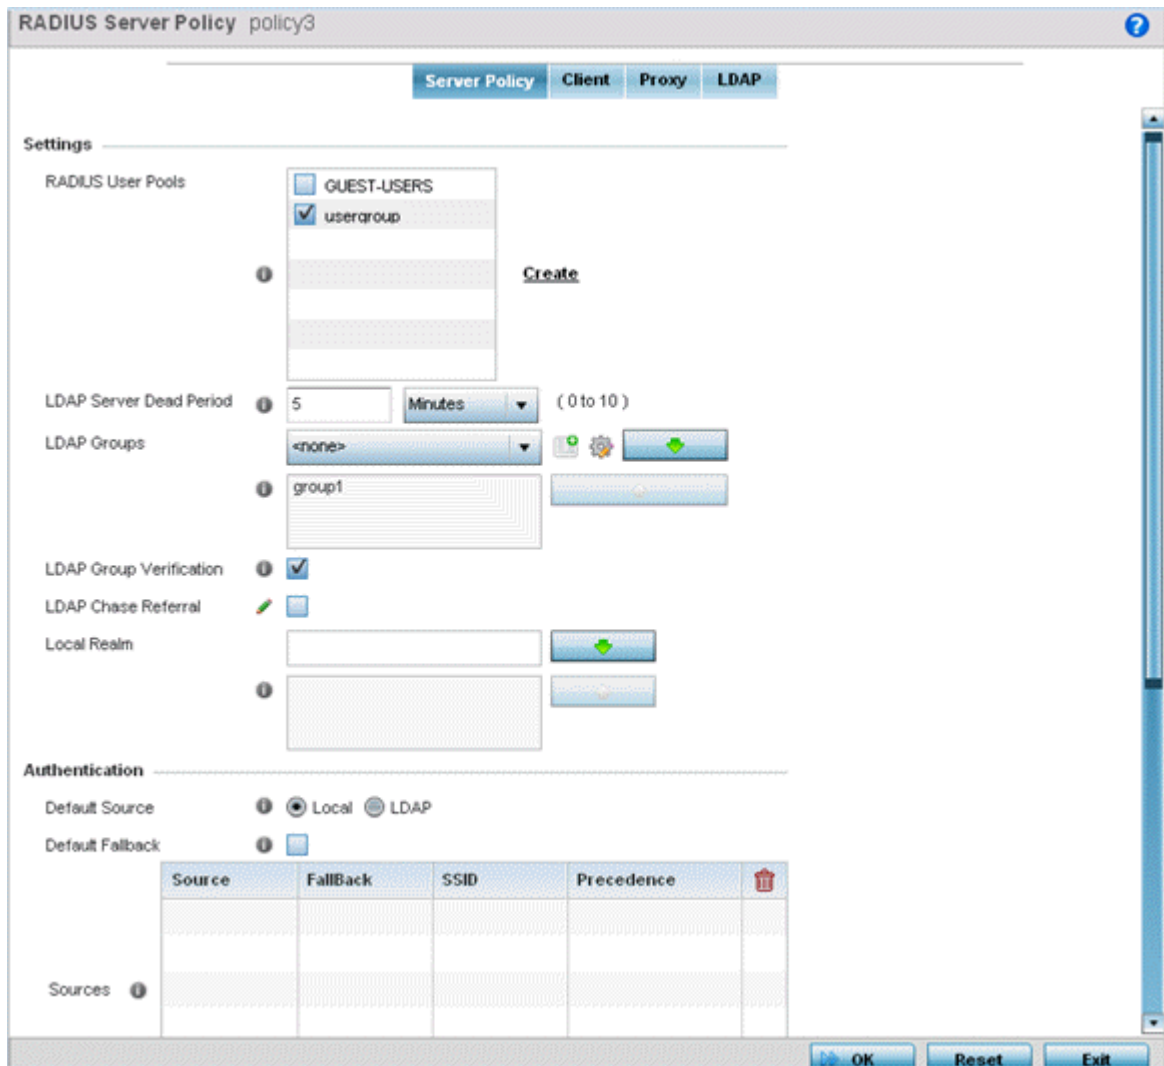 RADIUS Server Policy policy3
?
Server Policy Client Proxy LDAP
Settings
RADIUS User Pools
GUEST-USERS
usergroup
Create
LDAP Server Dead Period
5
Minutes
( 0 to 10 )
LDAP Groups
<none>
group1
LDAP Group Verification
LDAP Chase Referral
Local Realm
Authentication
Default Source
Local
LDAP
Default Fallback
Source FallBack SSID Precedence
Sources
OK Reset Exit